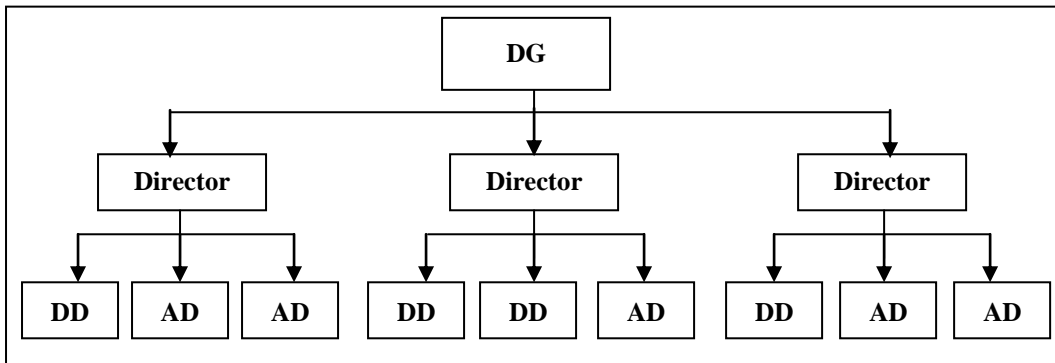 DG
Director Director Director
DD AD AD DD DD AD DD AD AD